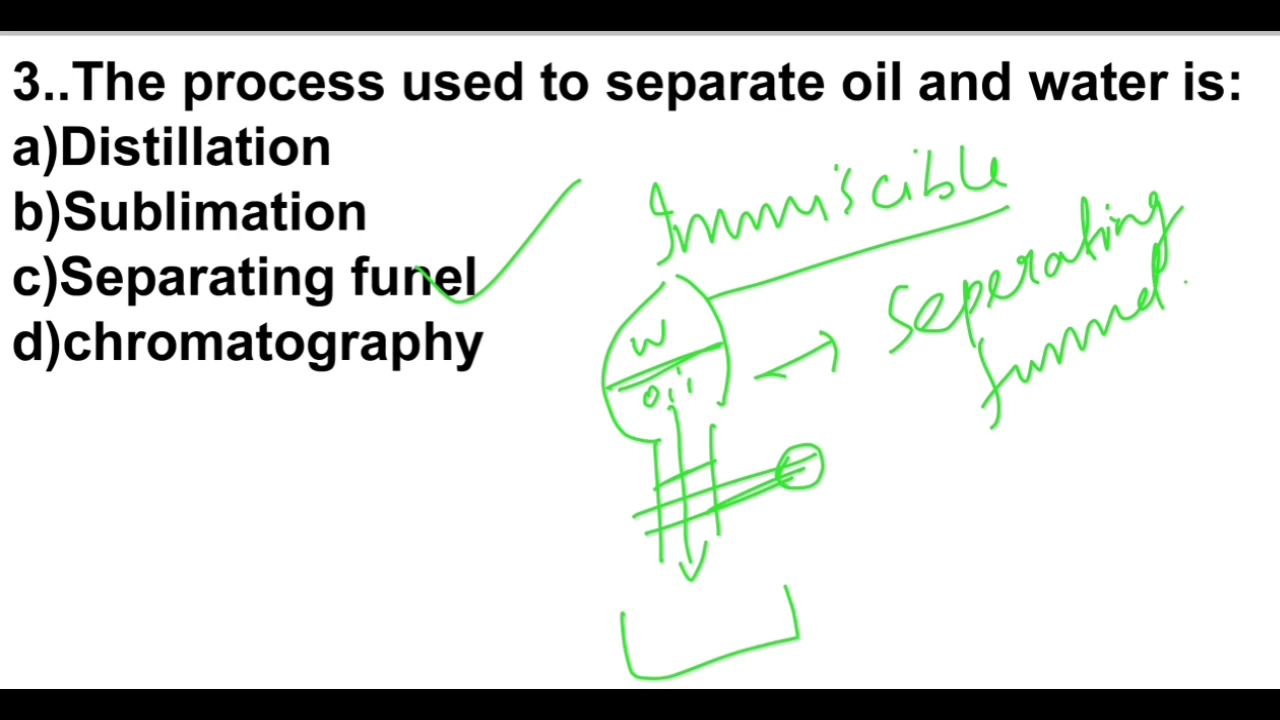 3..The process used to separate oil and water is:
a)Distillation
b)Sublimation
c)Separating funel
d)chromatography
Immiscible
Seperating
funnel.
W
oil